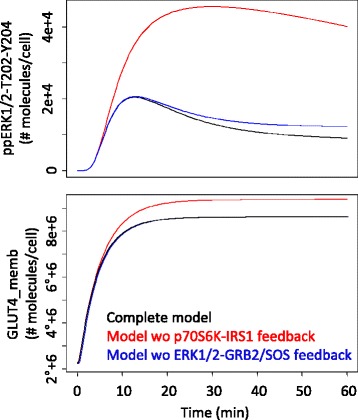 ppERK1/2-T202-Y204
(# molecules/cell)
4e+4
2e+4
0
GLUT4_memb
(# molecules/cell)
8e+6
6ᵉ+6
4ᵉ+6
2ᵉ+6
Complete model
Model wo p70S6K-IRS1 feedback
Model wo ERK1/2-GRB2/SOS feedback
0 10 20 30 40 50 60
Time (min)